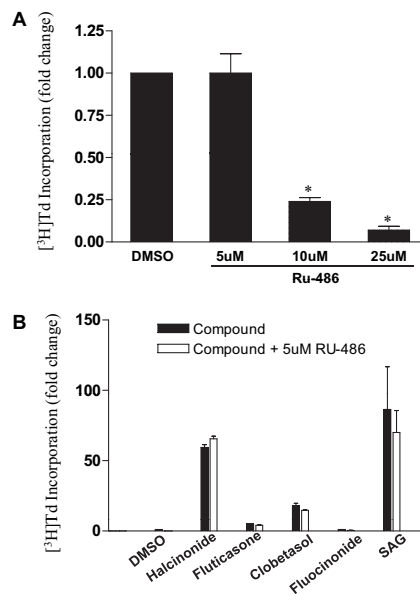 A
[³H]Td Incorporation (fold change)
1.25
1.00
0.75
0.50
0.25
0.00
*
*
DMSO
5uM
10uM
25uM
Ru-486
B
[³H]Td Incorporation (fold change)
150
100
50
0
Compound
Compound + 5uM RU-486
DMSO
Halcinonide
Fluticasone
Clobetasol
Fluocinonide
SAG